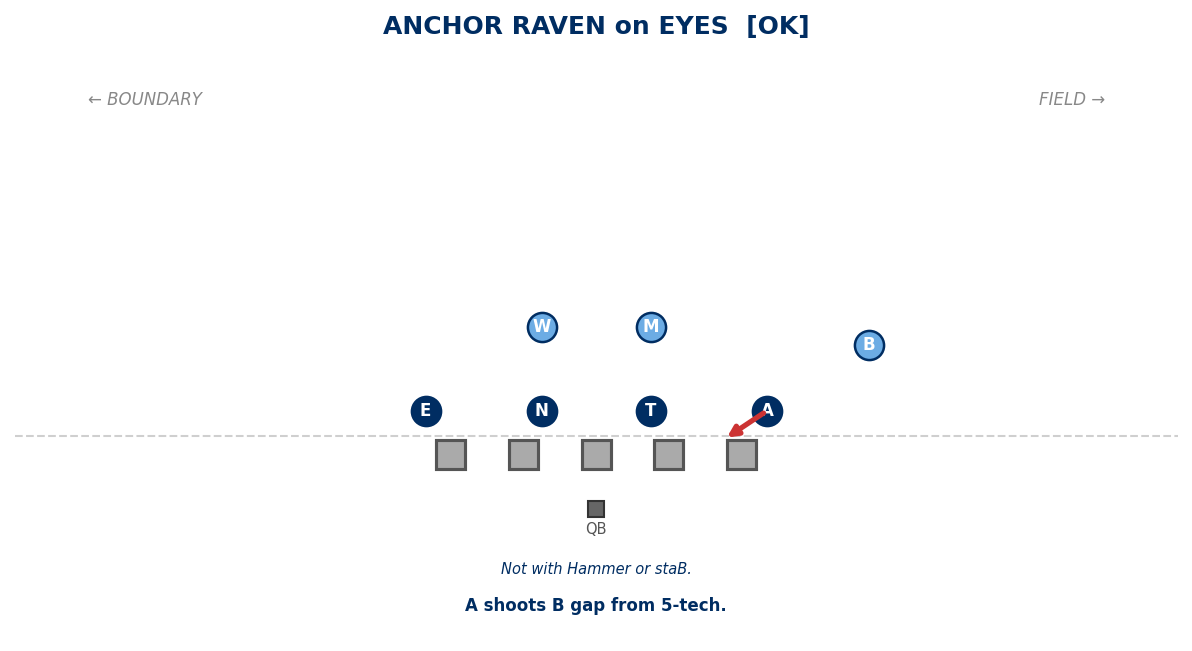 ANCHOR RAVEN on EYES [OK]
← BOUNDARY
FIELD →
W
M
B
E
N
T
A
QB
Not with Hammer or staB.
A shoots B gap from 5-tech.